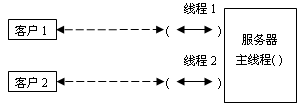 线程 1
客户 1
( )
服务器
主线程( )
线程 2
客户 2
( )